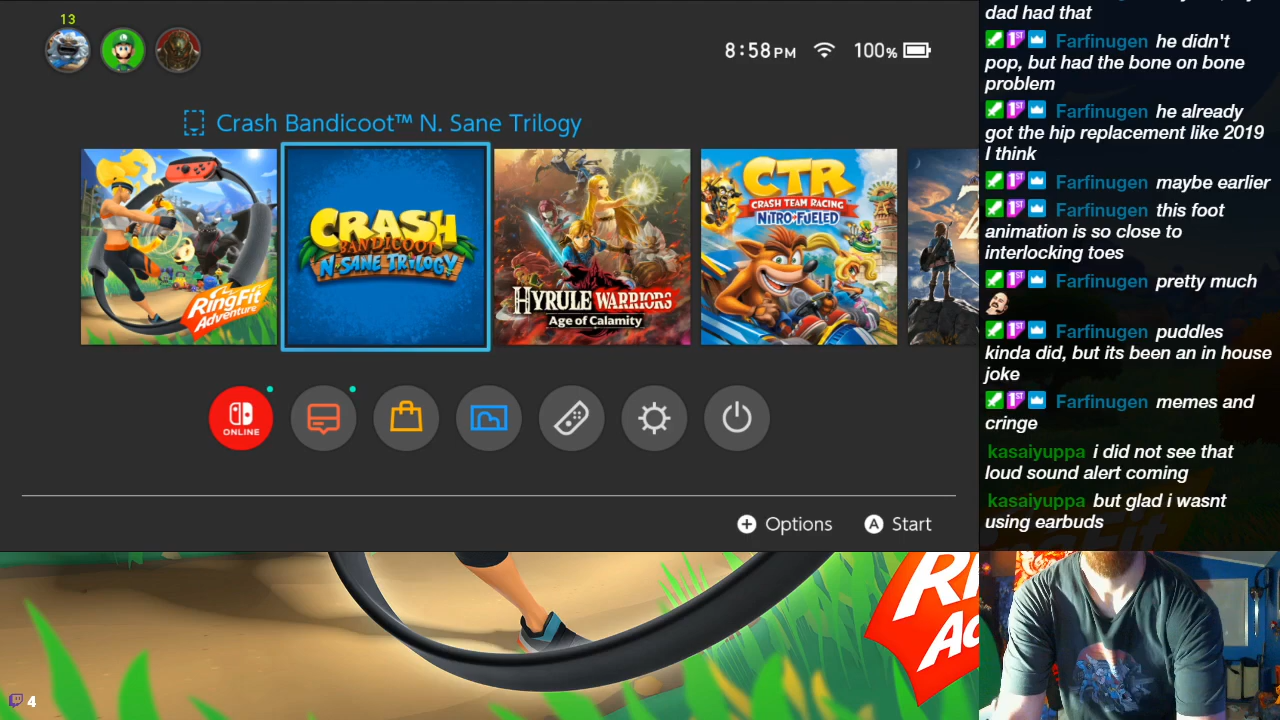 13
8:58 PM
100%
Crash Bandicoot™ N. Sane Trilogy
RingFit
Adventure
CRASH
BANDICOOT
N. SANE TRILOGY
HYRULE WARRIORS
Age of Calamity
CTR
CRASH TEAM RACING
NITRO-FUELED
ONLINE
+ Options
A Start
4
dad had that
Farfinugen he didn't
pop, but had the bone on bone
problem
Farfinugen he already
got the hip replacement like 2019
I think
Farfinugen maybe earlier
Farfinugen this foot
animation is so close to
interlocking toes
Farfinugen pretty much
Farfinugen puddles
kinda did, but its been an in house
joke
Farfinugen memes and
cringe
kasaiyuppa i did not see that
loud sound alert coming
kasaiyuppa but glad i wasnt
using earbuds